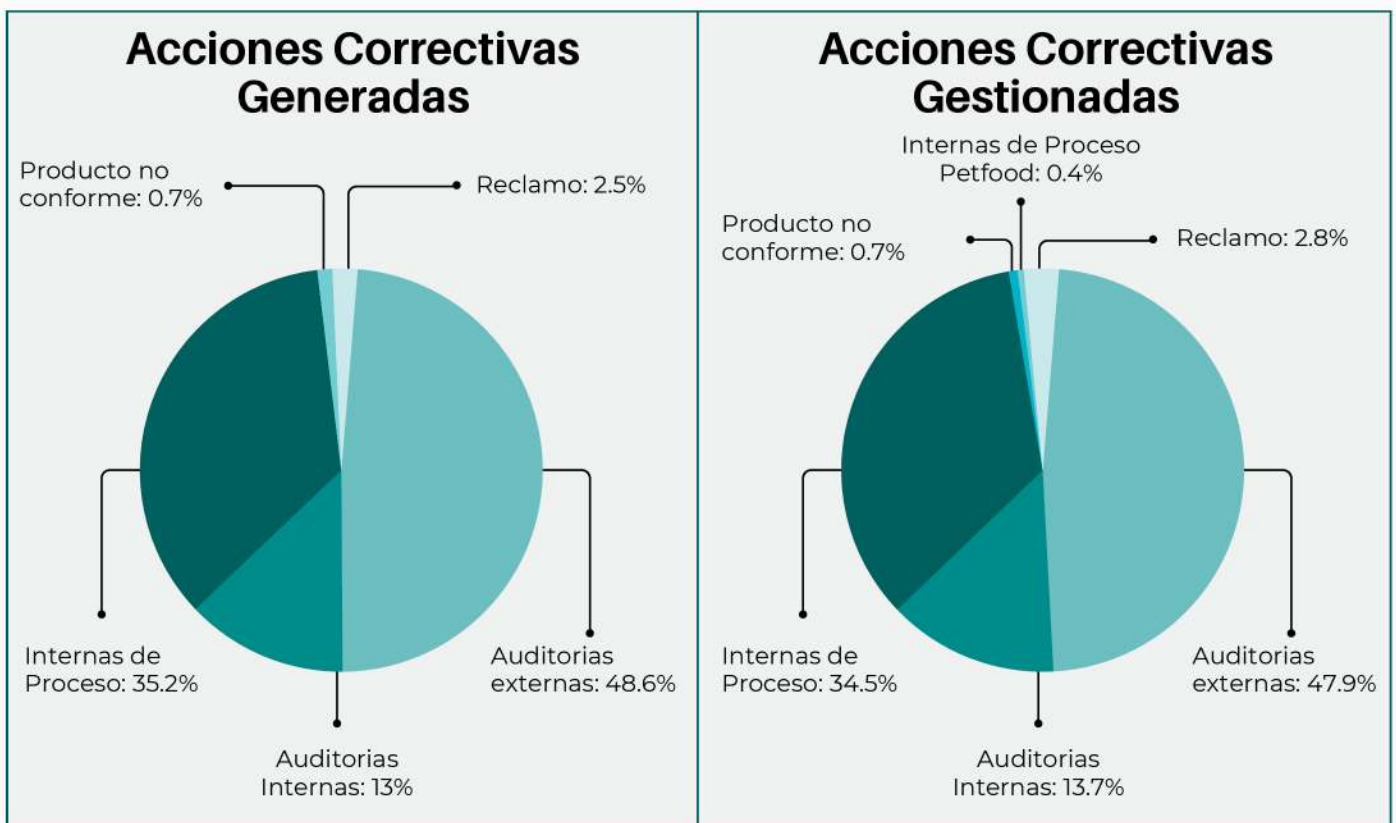 Acciones Correctivas
Generadas
Producto no
conforme: 0.7%
Reclamo: 2.5%
Internas de
Proceso: 35.2%
Auditorias
externas: 48.6%
Auditorias
Internas: 13%
Acciones Correctivas
Gestionadas
Internas de Proceso
Petfood: 0.4%
Producto no
conforme: 0.7%
Reclamo: 2.8%
Internas de
Proceso: 34.5%
Auditorias
externas: 47.9%
Auditorias
Internas: 13.7%